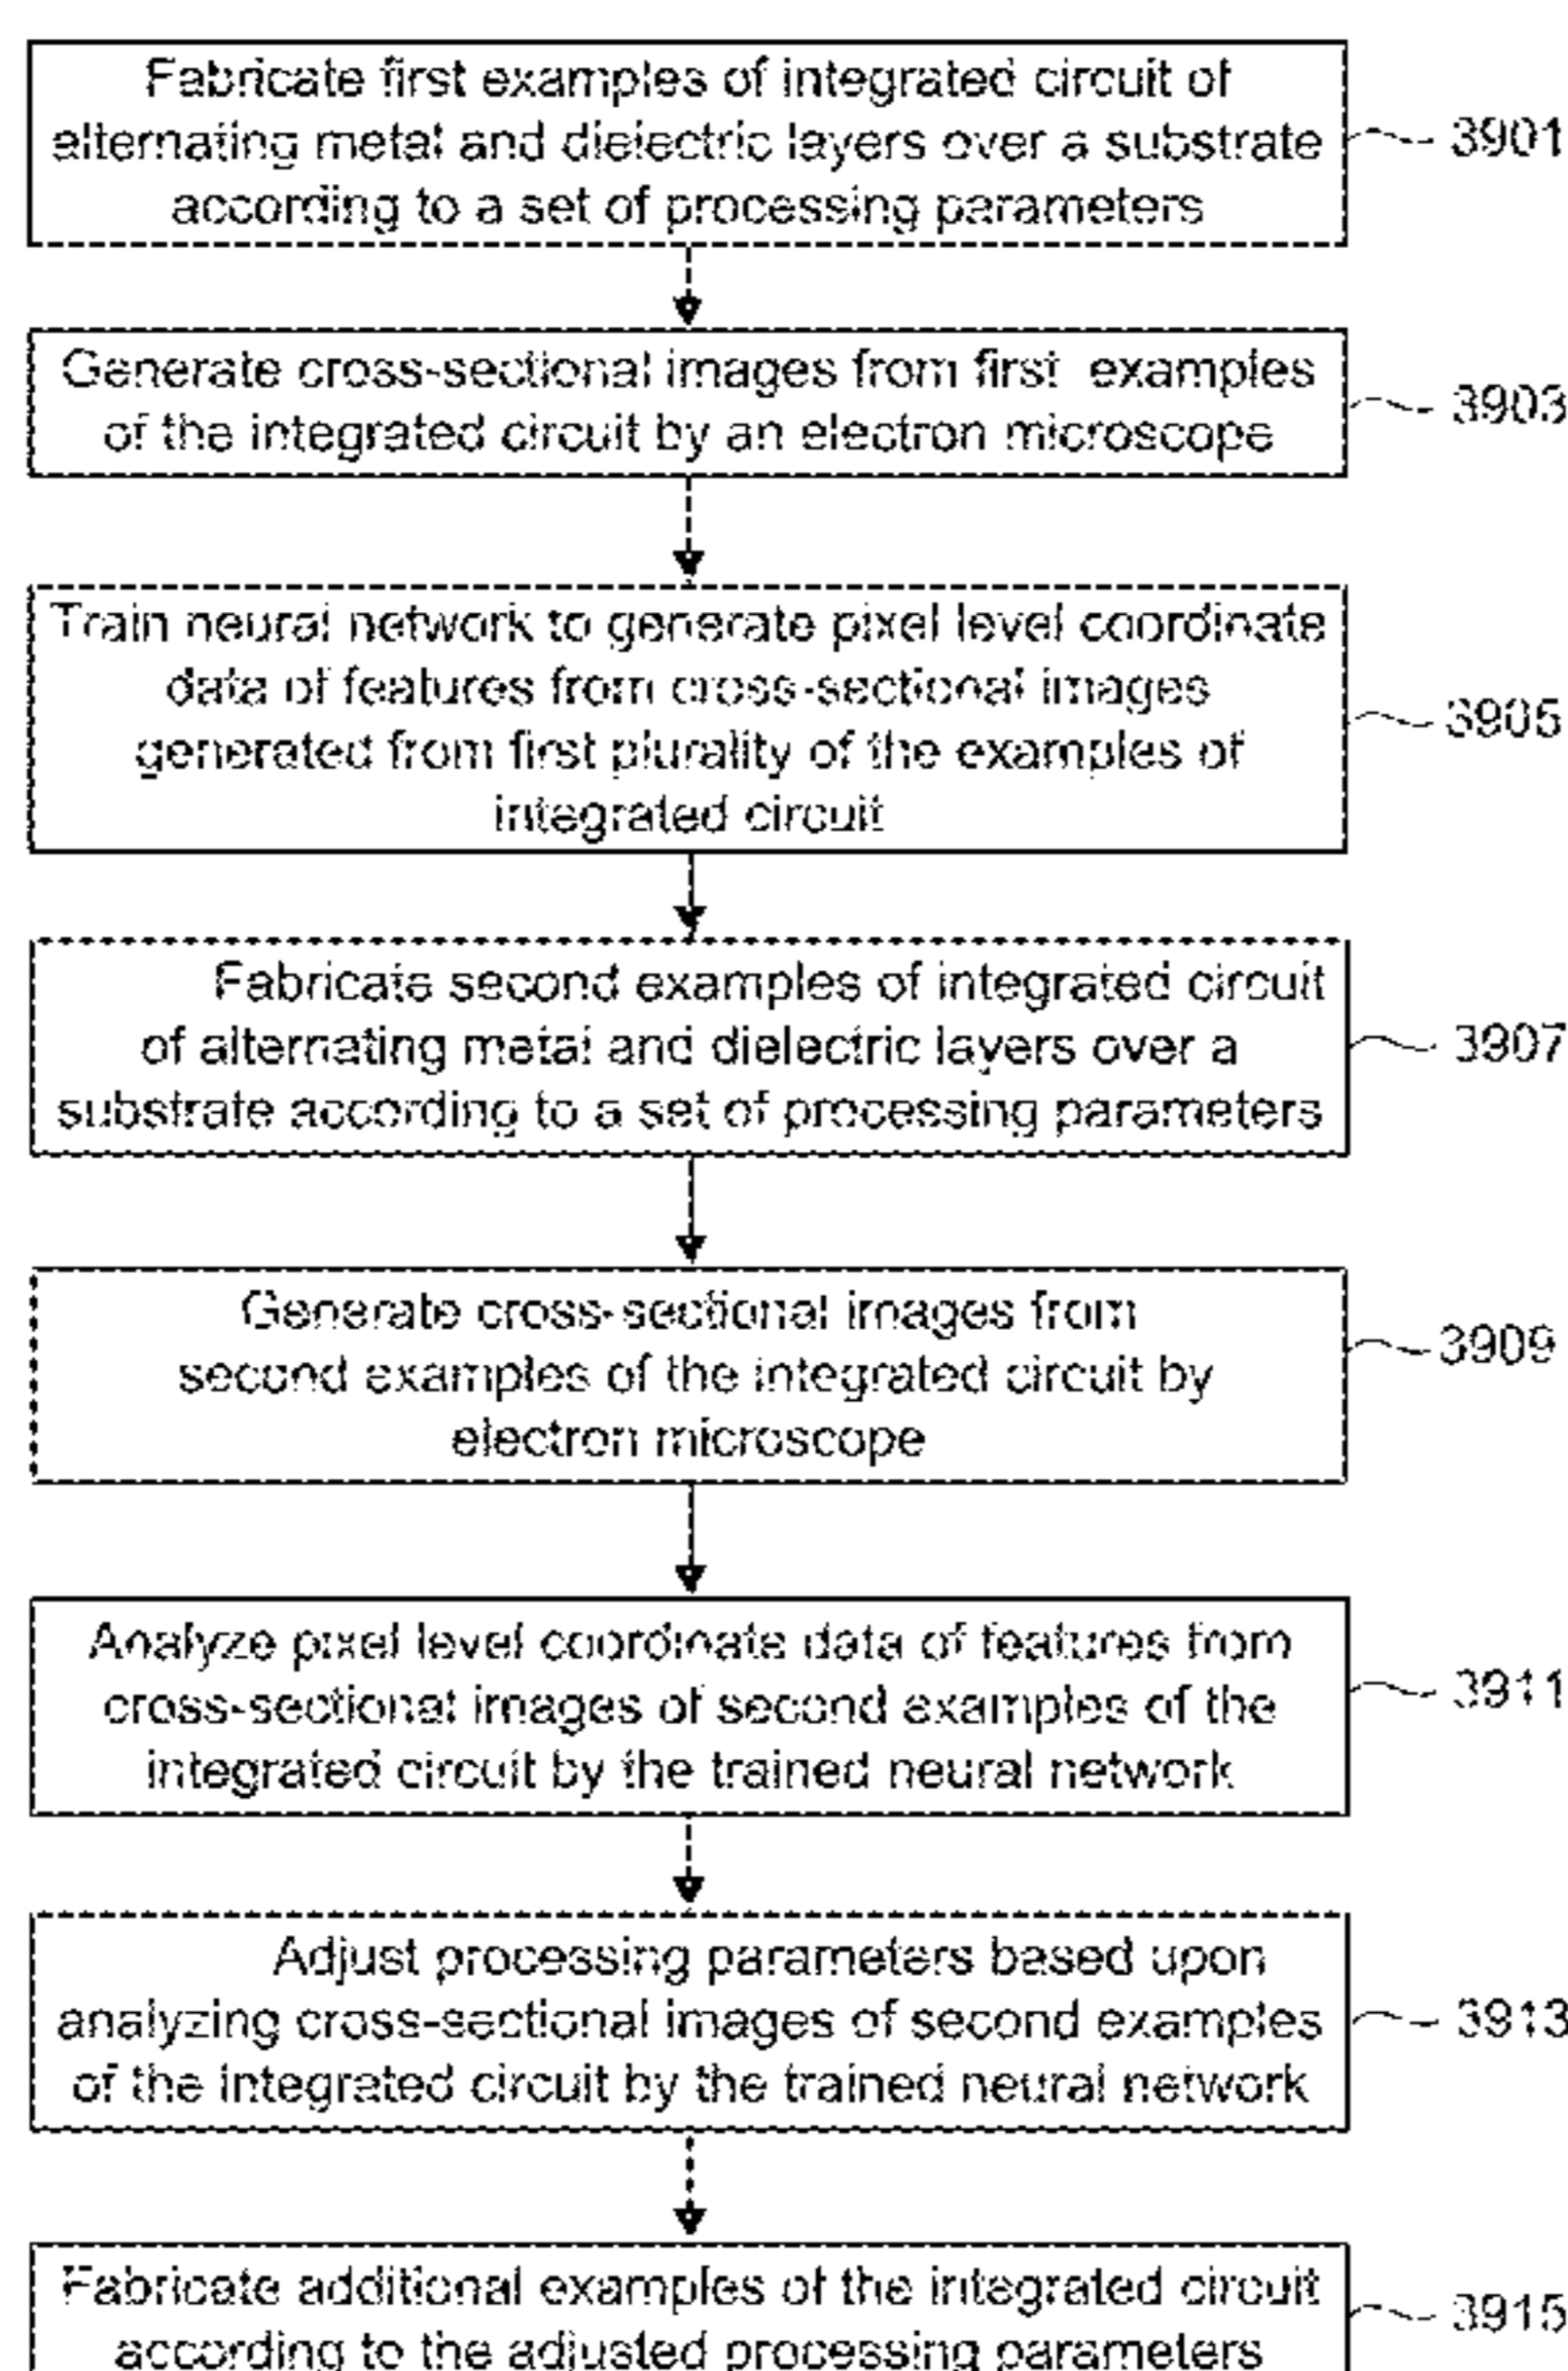 Fabricate first examples of integrated circuit of
alternating metal and dielectric layers over a substrate
according to a set of processing parameters
3901
Generate cross-sectional images from first examples
of the integrated circuit by an electron microscope
3903
Train neural network to generate pixel level coordinate
data of features from cross-sectional images
generated from first plurality of the examples of
integrated circuit
3905
Fabricate second examples of integrated circuit
of alternating metal and dielectric layers over a
substrate according to a set of processing parameters
3907
Generate cross-sectional images from
second examples of the integrated circuit by
electron microscope
3909
Analyze pixel level coordinate data of features from
cross-sectional images of second examples of the
integrated circuit by the trained neural network
3911
Adjust processing parameters based upon
analyzing cross-sectional images of second examples
of the integrated circuit by the trained neural network
3913
Fabricate additional examples of the integrated circuit
according to the adjusted processing parameters
3915